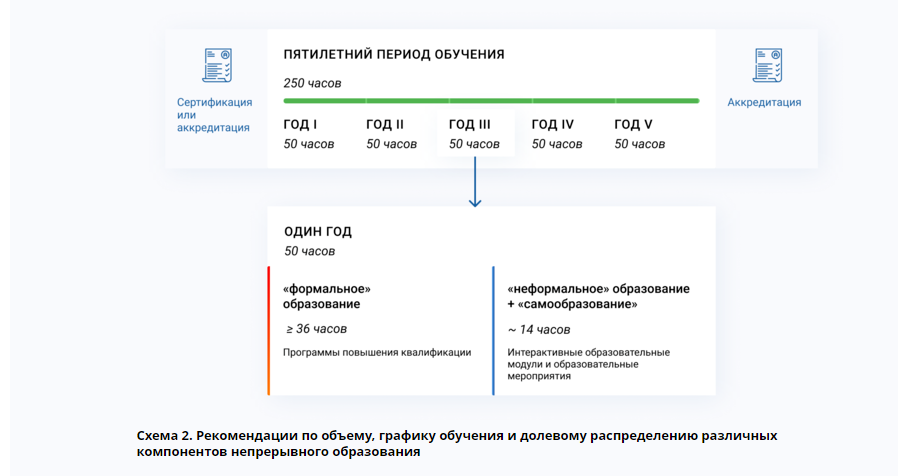 Сертификация
или
аккредитация
ПЯТИЛЕТНИЙ ПЕРИОД ОБУЧЕНИЯ
250 часов
ГОД I
50 часов
ГОД II
50 часов
ГОД III
50 часов
ГОД IV
50 часов
ГОД V
50 часов
Аккредитация
ОДИН ГОД
50 часов
«формальное»
образование
≥ 36 часов
Программы повышения квалификации
«неформальное» образование
+ «самообразование»
~ 14 часов
Интерактивные образовательные
модули и образовательные
мероприятия
Схема 2. Рекомендации по объему, графику обучения и долевому распределению различных
компонентов непрерывного образования